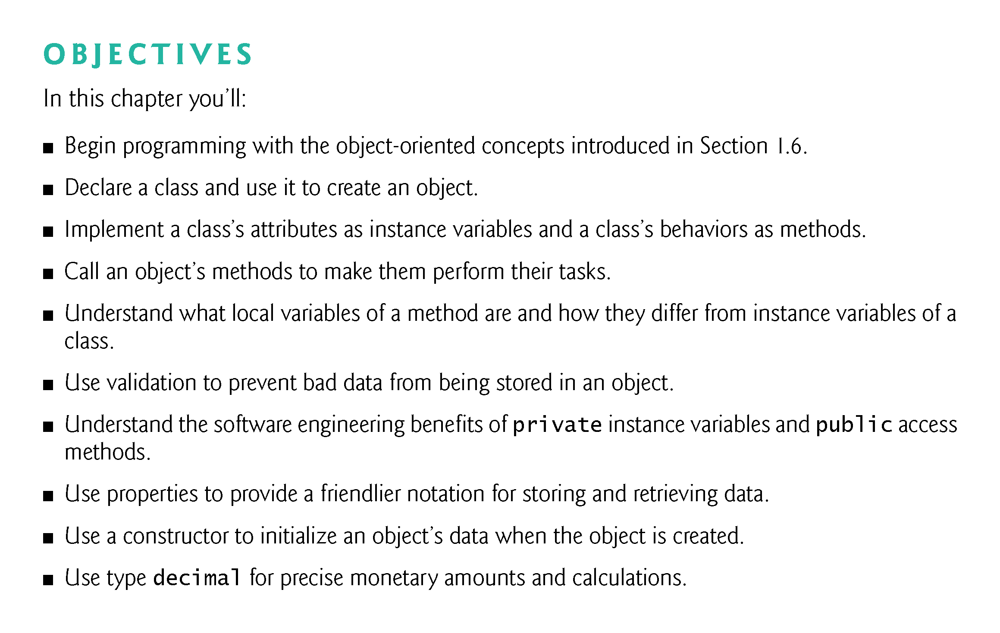 OBJECTIVES
In this chapter you’ll:
■ Begin programming with the object-oriented concepts introduced in Section 1.6.
■ Declare a class and use it to create an object.
■ Implement a class’s attributes as instance variables and a class’s behaviors as methods.
■ Call an object’s methods to make them perform their tasks.
■ Understand what local variables of a method are and how they differ from instance variables of a
class.
■ Use validation to prevent bad data from being stored in an object.
■ Understand the software engineering benefits of private instance variables and public access
methods.
■ Use properties to provide a friendlier notation for storing and retrieving data.
■ Use a constructor to initialize an object’s data when the object is created.
■ Use type decimal for precise monetary amounts and calculations.